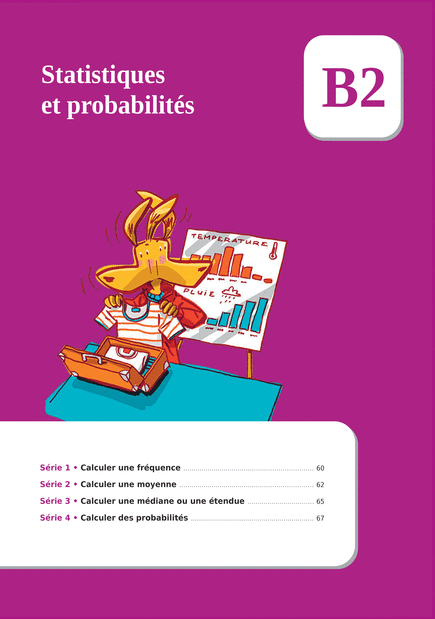 Statistiques
et probabilités
B2
TEMPERATURE
PLUIE
Série 1 • Calculer une fréquence 60
Série 2 • Calculer une moyenne 62
Série 3 • Calculer une médiane ou une étendue 65
Série 4 • Calculer des probabilités 67